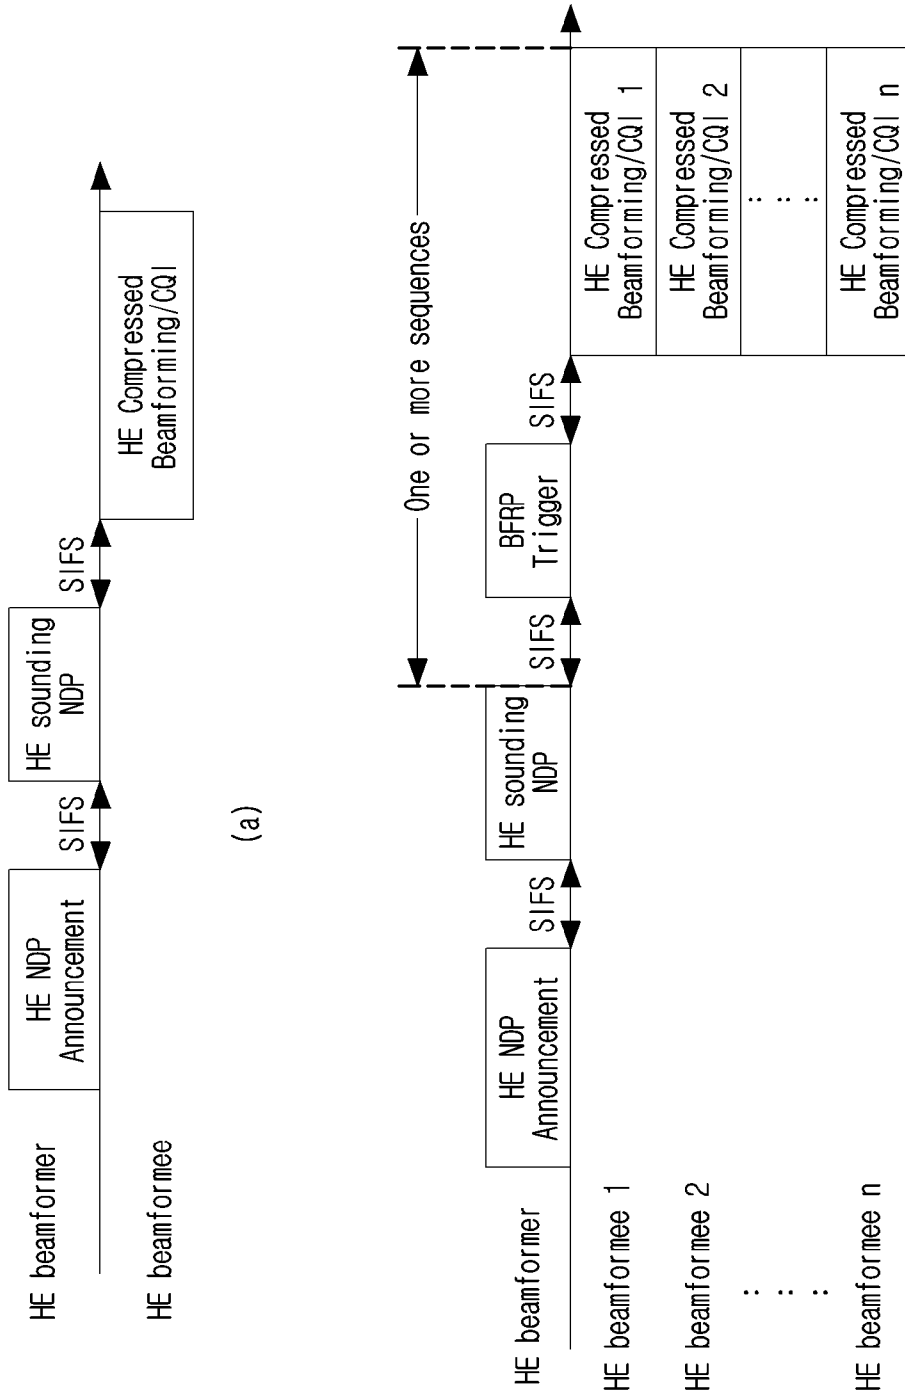 HE beamformer
HE NDP
Announcement
SIFS
HE sounding
NDP
SIFS
HE Compressed
Beamforming/CQI
HE beamformee
(a)
One or more sequences
HE beamformer
HE NDP
Announcement
SIFS
HE sounding
NDP
SIFS
BFRP
Trigger
SIFS
HE Compressed
Beamforming/CQI 1
HE Compressed
Beamforming/CQI 2
HE Compressed
Beamforming/CQI n
HE beamformee 1
HE beamformee 2
HE beamformee n